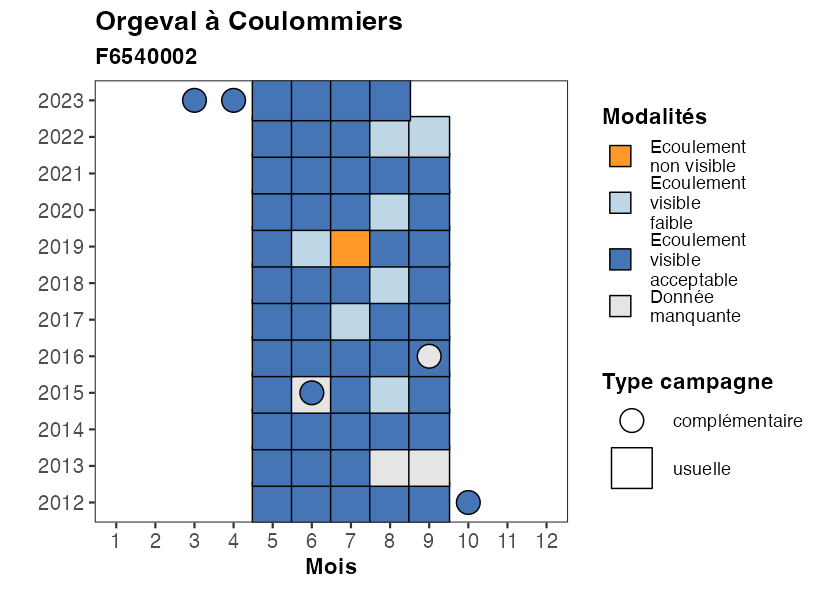 Orgeval à Coulommiers
F6540002
2023
2022
2021
2020
2019
2018
2017
2016
2015
2014
2013
2012
1 2 3 4 5 6 7 8 9 10 11 12
Mois
Modalités
Ecoulement
non visible
Ecoulement
visible
faible
Ecoulement
visible
acceptable
Donnée
manquante
Type campagne
complémentaire
usuelle